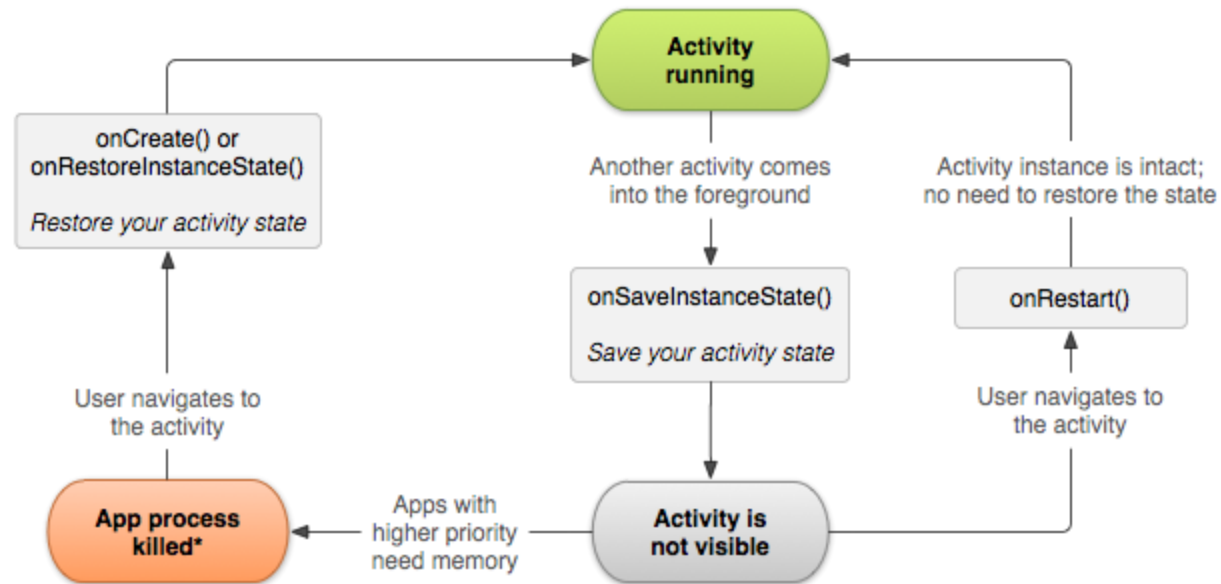 Activity
running
onCreate() or
onRestoreInstanceState()
Restore your activity state
Another activity comes
into the foreground
Activity instance is intact;
no need to restore the state
onSaveInstanceState()
Save your activity state
onRestart()
User navigates to
the activity
User navigates to
the activity
App process
killed*
Apps with
higher priority
need memory
Activity is
not visible